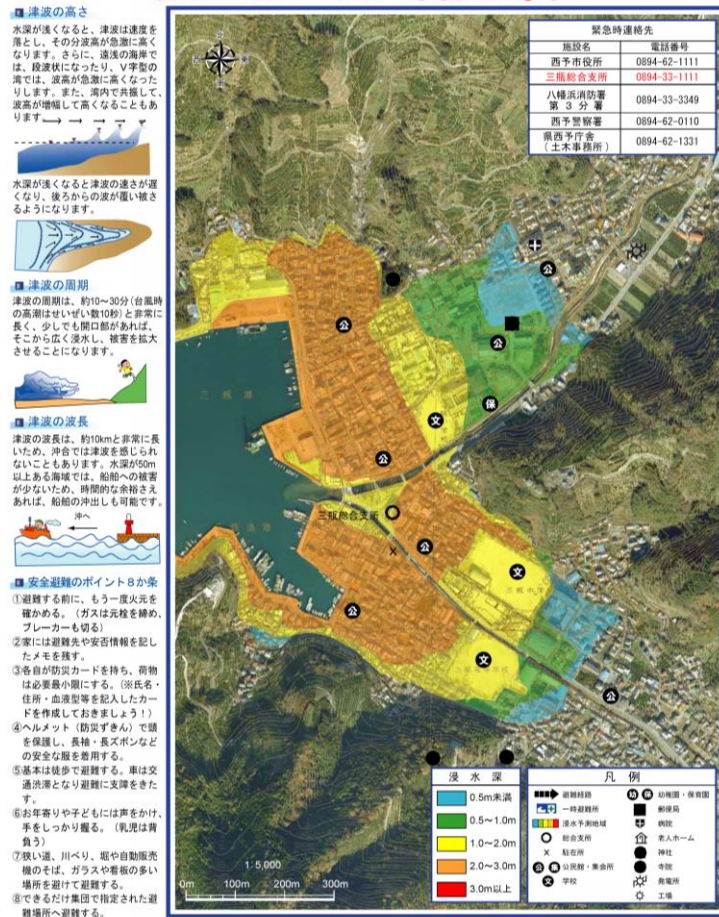 津波の高さ
水深が浅くなると、津波は速度を
落とし、その分波高が急激に高く
なります。さらに、遠浅の海岸で
は、段波状になったり、V字型の
湾では、波高が急激に高くなった
りします。また、湾内で共振して、
波高が増幅して高くなることもあ
ります。
水深が浅くなると津波の速さが遅
くなり、後ろからの波が覆い被さ
るようになります。
津波の周期
津波の周期は、約10～30分(台風時
の高潮はせいぜい数10秒)と非常に
長く、少しでも開口部があれば、
そこから広く浸水し、被害を拡大
させることになります。
津波の波長
津波の波長は、約10kmと非常に長
いため、沖合では津波を感じられ
ないこともあります。水深が50m
以上ある海域では、船舶への被害
が少ないため、時間的な余裕さえ
あれば、船舶の沖出しも可能です。
沖へ
安全避難のポイント8か条
①避難する前に、もう一度火元を
確かめる。（ガスは元栓を締め、
ブレーカーも切る）
②家には避難先や安否情報を記し
たメモを残す。
③各自が防災カードを持ち、荷物
は必要最小限にする。（※氏名・
住所・血液型等を記入したカー
ドを作成しておきましょう！）
④ヘルメット（防災ずきん）で頭
を保護し、長袖・長ズボンなど
の安全な服を着用する。
⑤基本は徒歩で避難する。車は交
通渋滞となり避難に支障をきた
す。
⑥お年寄りや子どもには声をかけ、
手をしっかり握る。（乳児は背
負う）
⑦狭い道、川べり、堀や自動販売
機のそば、ガラスや看板の多い
場所を避けて避難する。
⑧できるだけ集団で指定された避
難場所へ避難する。
緊急時連絡先
施設名 電話番号
西予市役所 0894-62-1111
三瓶総合支所 0894-33-1111
八幡浜消防署
第３分署 0894-33-3349
西予警察署 0894-62-0110
県西予庁舎
（土木事務所） 0894-62-1331
公
公
公
保
文
公
三瓶総合支所
公
文
公
文
公
1:5,000
0m 100m 200m 300m
浸水深
0.5m未満
0.5～1.0m
1.0～2.0m
2.0～3.0m
3.0m以上
凡例
避難経路
一時避難所
浸水予測地域
総合支所
駐在所
公 集 公民館・集会所
文 学校
幼 保 幼稚園・保育園
郵便局
病院
老人ホーム
神社
寺院
発電所
工場